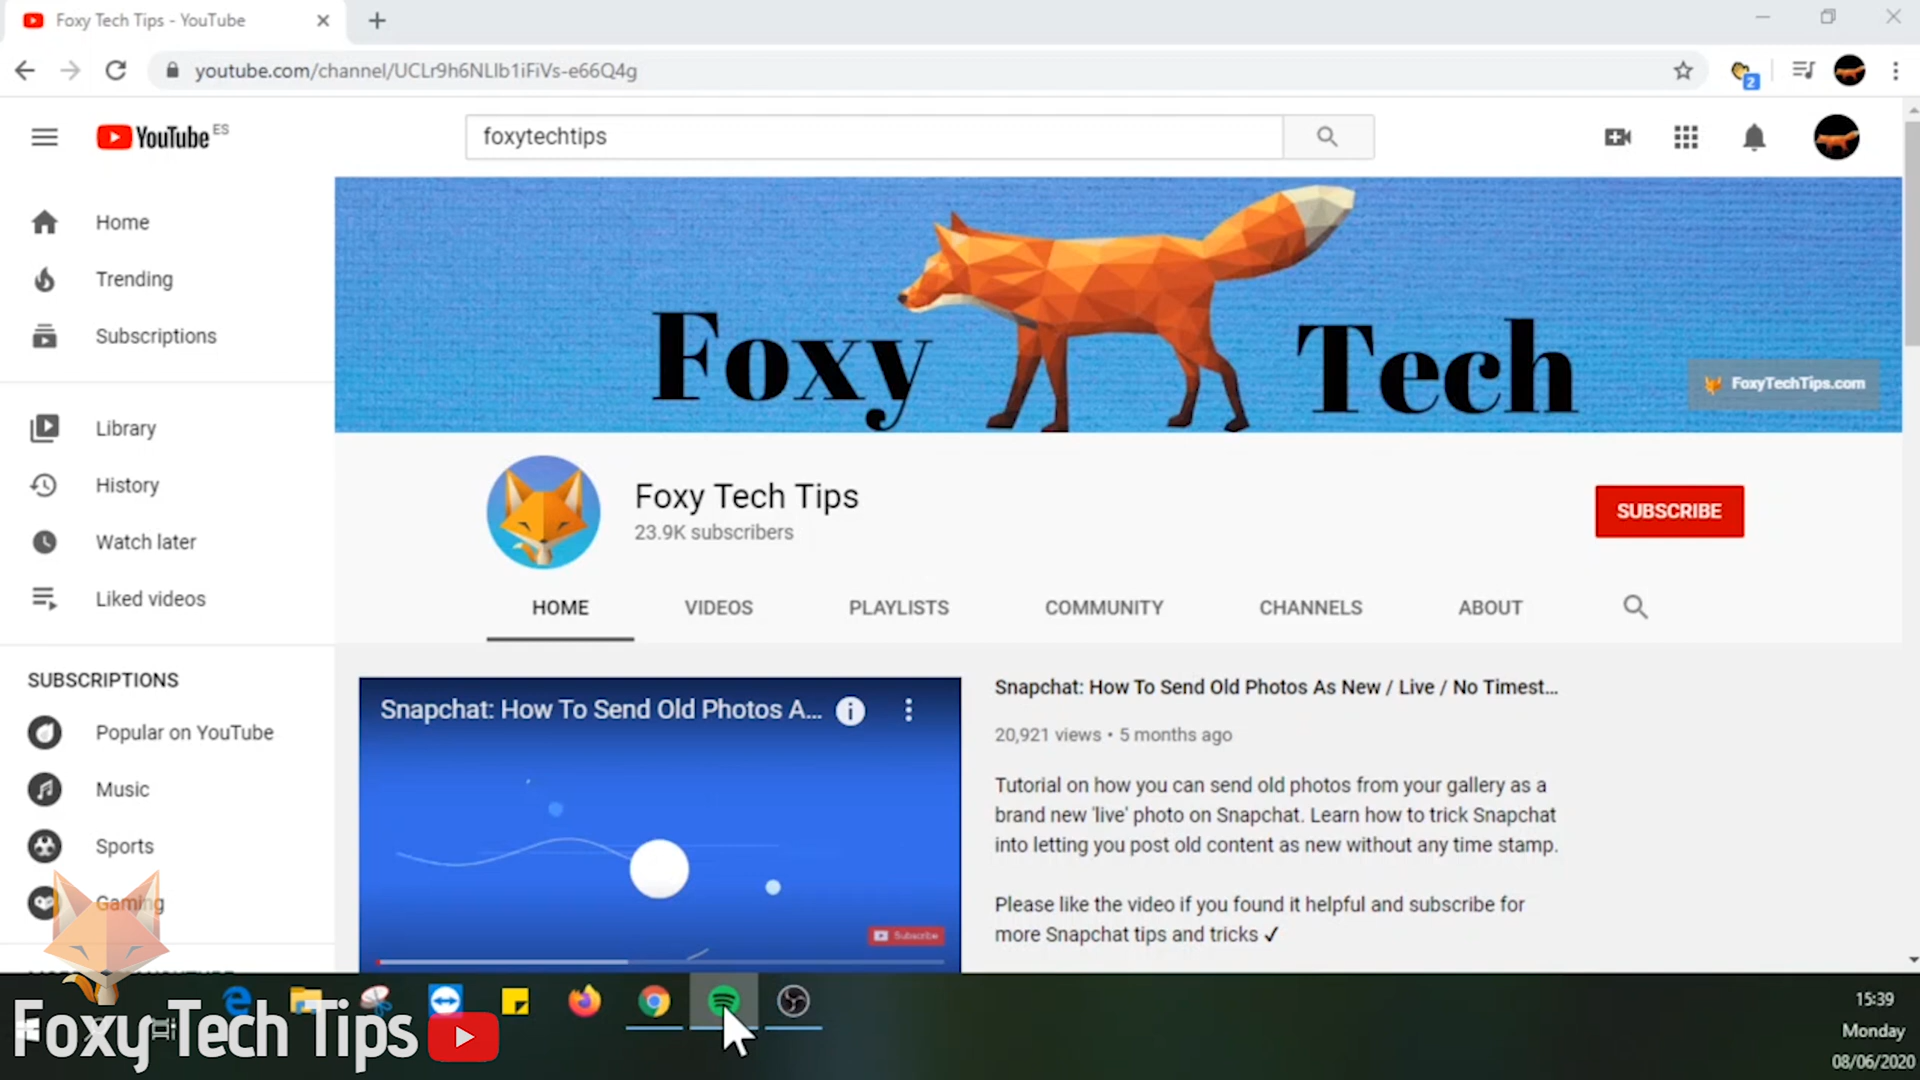 Foxy Tech Tips - YouTube
youtube.com/channel/UCLr9h6NLlb1iFiVs-e66Q4g
2
YouTube ES
foxytechtips
Home
Trending
Subscriptions
Library
History
Watch later
Liked videos
SUBSCRIPTIONS
Popular on YouTube
Music
Sports
Gaming
Foxy Tech
FoxyTechTips.com
Foxy Tech Tips
23.9K subscribers
SUBSCRIBE
HOME VIDEOS PLAYLISTS COMMUNITY CHANNELS ABOUT
Snapchat: How To Send Old Photos A...
Subscribe
Snapchat: How To Send Old Photos As New / Live / No Timest...
20,921 views • 5 months ago
Tutorial on how you can send old photos from your gallery as a
brand new 'live' photo on Snapchat. Learn how to trick Snapchat
into letting you post old content as new without any time stamp.
Please like the video if you found it helpful and subscribe for
more Snapchat tips and tricks ✓
Foxy Tech Tips
15:39
Monday
08/06/2020